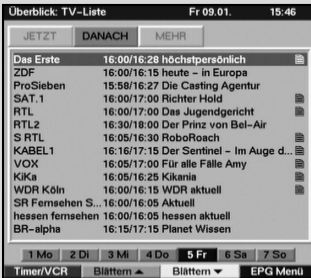 Überblick: TV-Liste Fr 09.01. 15:46
JETZT DANACH MEHR
Das Erste 16:00/16:28 höchstpersönlich
ZDF 16:00/16:15 heute - in Europa
ProSieben 15:58/16:27 Die Casting Agentur
SAT.1 16:00/17:00 Richter Hold
RTL 16:00/17:00 Das Jugendgericht
RTL2 16:30/18:00 Der Prinz von Bel-Air
S RTL 16:05/16:30 RoboRoach
KABEL1 16:16/17:15 Der Sentinel - Im Auge d...
VOX 16:05/17:00 Für alle Fälle Amy
KiKa 16:05/16:25 Kikania
WDR Köln 16:00/16:15 WDR aktuell
SR Fernsehen S... 16:00/16:05 Aktuell
hessen fernsehen 16:00/16:05 hessen aktuell
BR-alpha 16:15/17:15 Planet Wissen
1 Mo 2 Di 3 Mi 4 Do 5 Fr 6 Sa 7 So
Timer/VCR Blättern ▲ Blättern ▼ EPG Menü